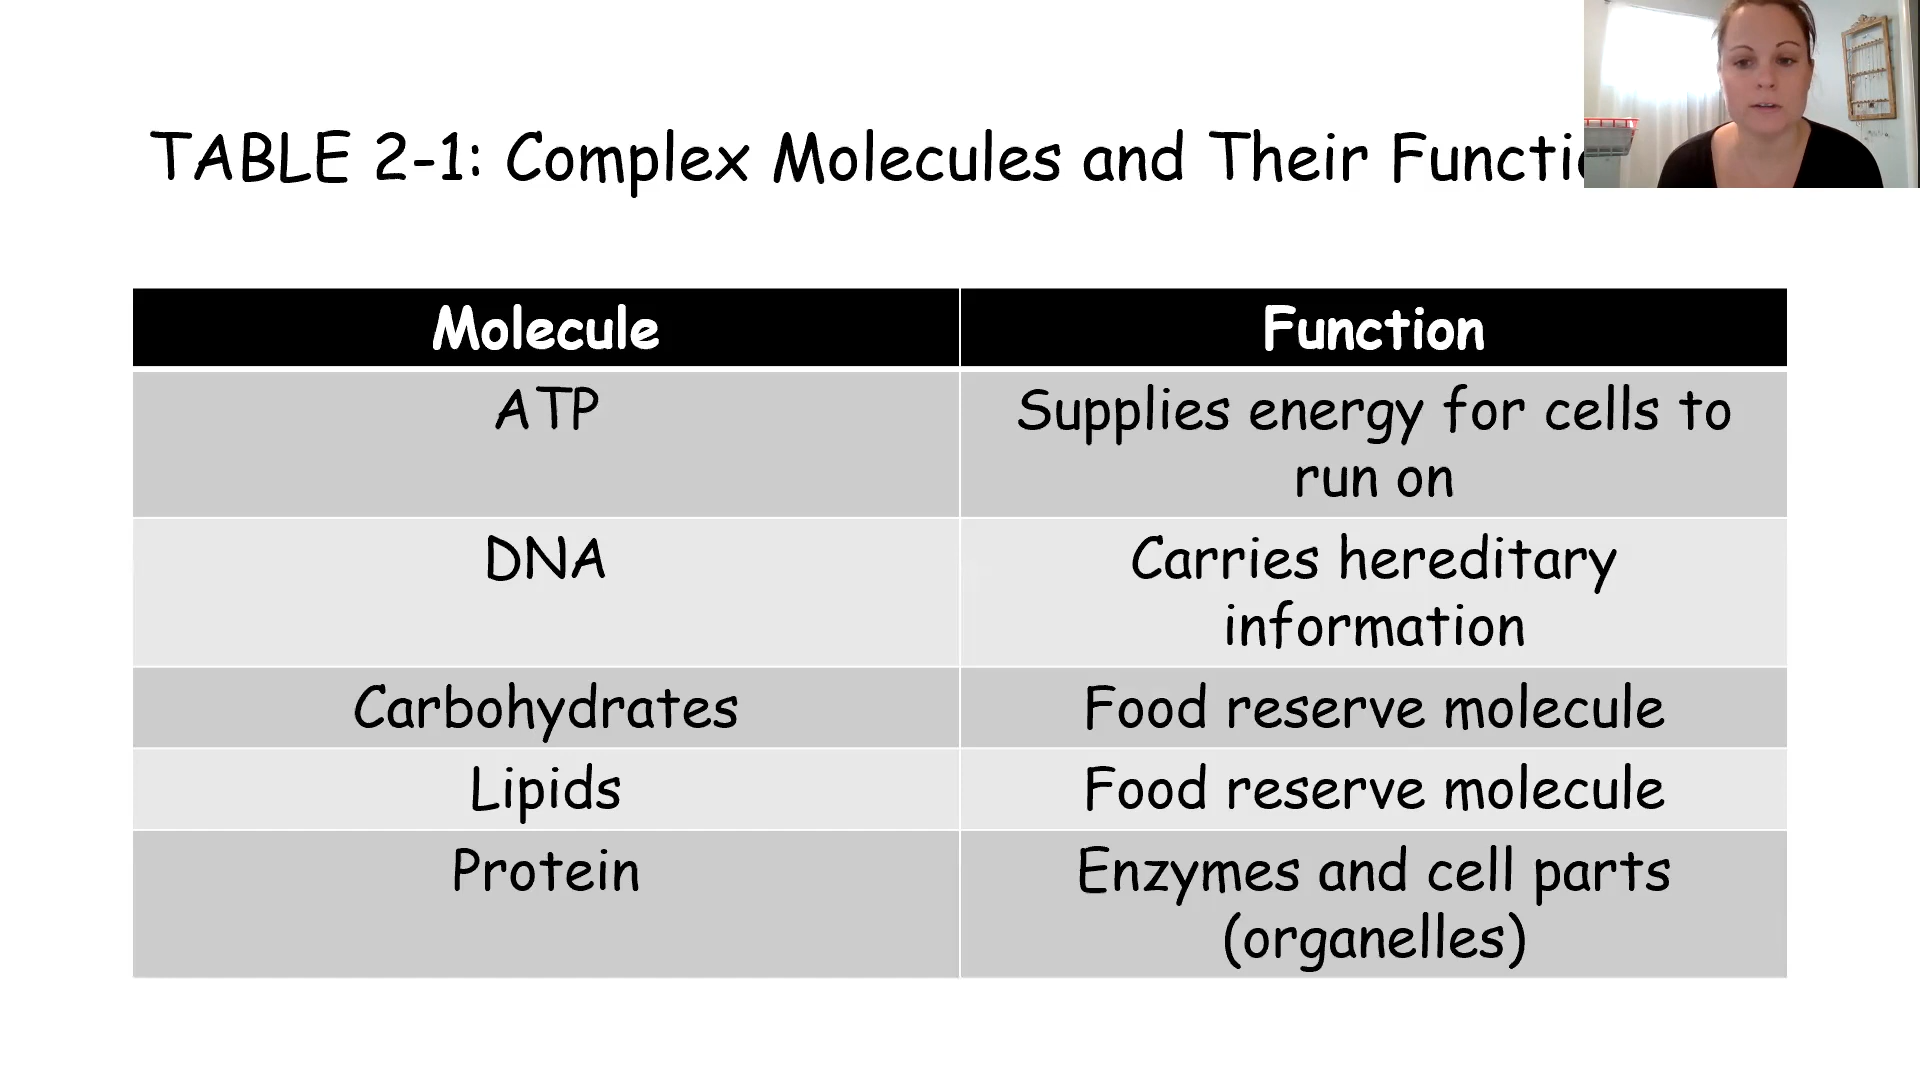 TABLE 2-1: Complex Molecules and Their
Molecule
Function
ATP
Supplies energy for cells to
run on
DNA
Carries hereditary
information
Carbohydrates
Food reserve molecule
Lipids
Food reserve molecule
Protein
Enzymes and cell parts
(organelles)